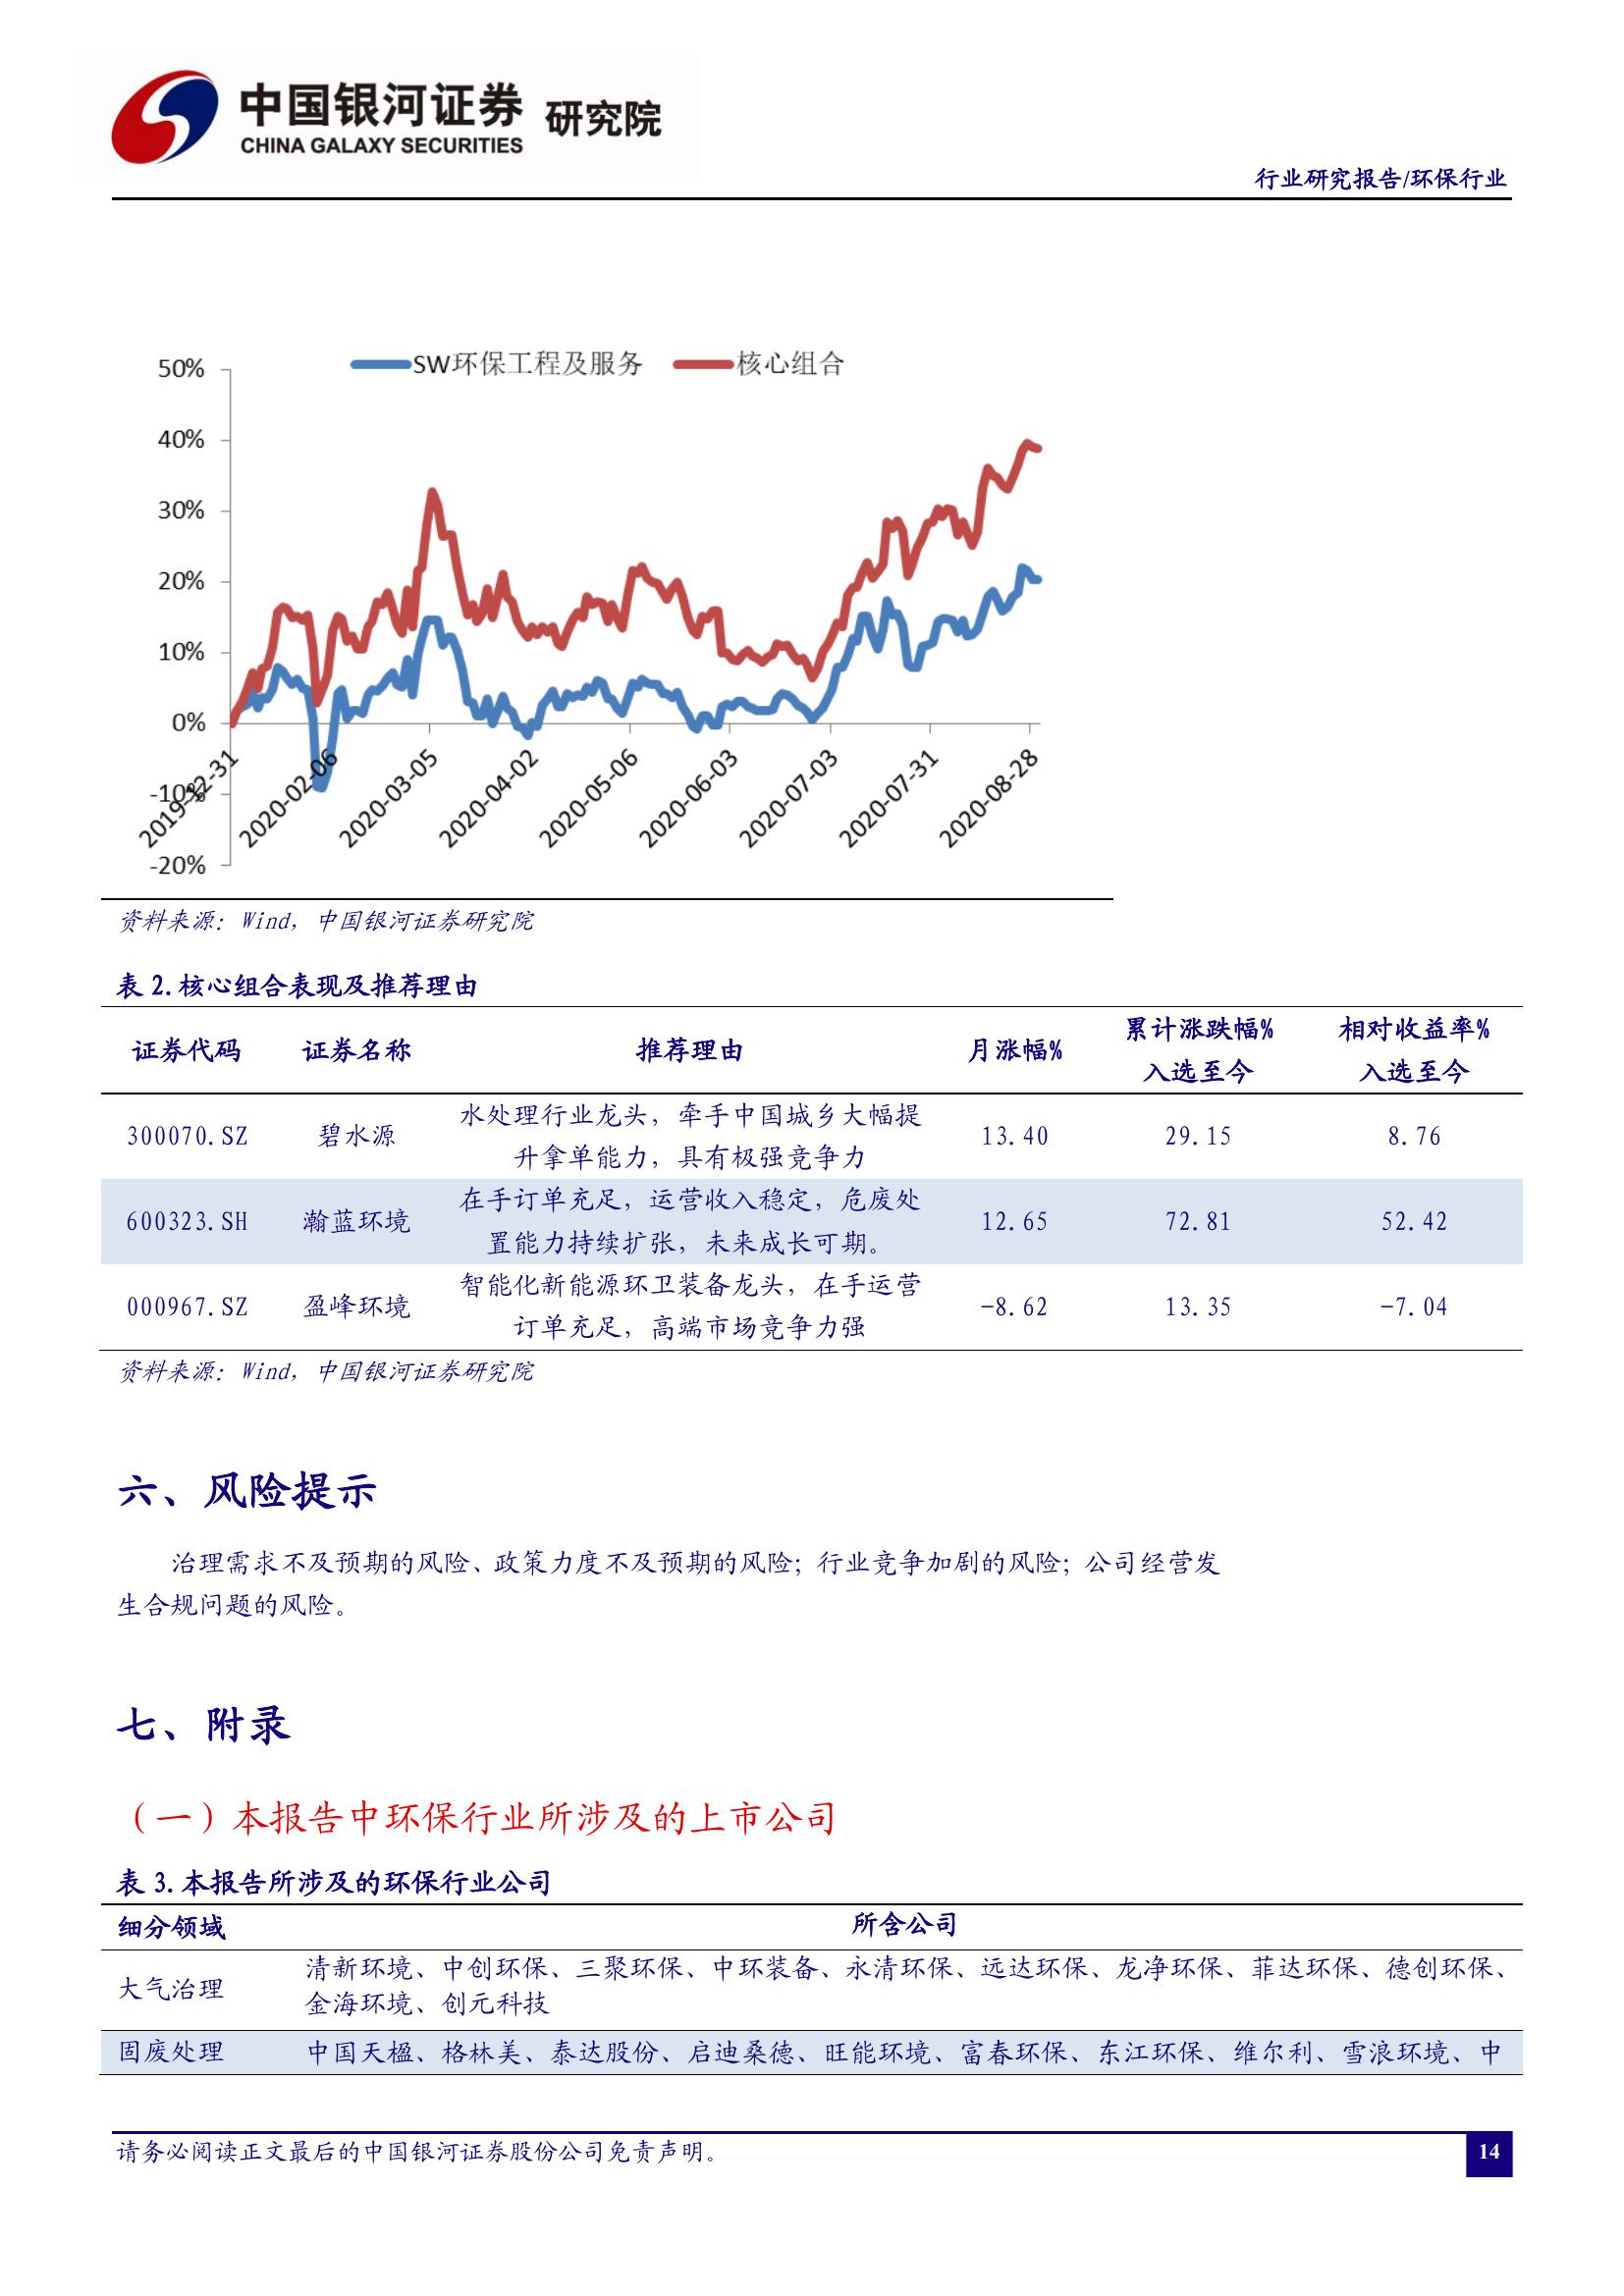 中国银河证券 研究院
CHINA GALAXY SECURITIES
行业研究报告/环保行业
SW环保工程及服务 核心组合
50%
40%
30%
20%
10%
0%
-10%
-20%
2019-12-31 2020-02-06 2020-03-05 2020-04-02 2020-05-06 2020-06-03 2020-07-03 2020-07-31 2020-08-28
资料来源：Wind，中国银河证券研究院
表 2.核心组合表现及推荐理由
证券代码 证券名称 推荐理由 月涨幅% 累计涨跌幅% 相对收益率%
入选至今 入选至今
水处理行业龙头，牵手中国城乡大幅提
300070.SZ 碧水源 13.40 29.15 8.76
升拿单能力，具有极强竞争力
在手订单充足，运营收入稳定，危废处
600323.SH 瀚蓝环境 12.65 72.81 52.42
置能力持续扩张，未来成长可期。
智能化新能源环卫装备龙头，在手运营
000967.SZ 盈峰环境 -8.62 13.35 -7.04
订单充足，高端市场竞争力强
资料来源：Wind，中国银河证券研究院
六、风险提示
治理需求不及预期的风险、政策力度不及预期的风险；行业竞争加剧的风险；公司经营发
生合规问题的风险。
七、附录
（一）本报告中环保行业所涉及的上市公司
表 3.本报告所涉及的环保行业公司
细分领域 所含公司
大气治理 清新环境、中创环保、三聚环保、中环装备、永清环保、远达环保、龙净环保、菲达环保、德创环保、
金海环境、创元科技
固废处理 中国天楹、格林美、泰达股份、启迪桑德、旺能环境、富春环保、东江环保、维尔利、雪浪环境、中
请务必阅读正文最后的中国银河证券股份公司免责声明。
14